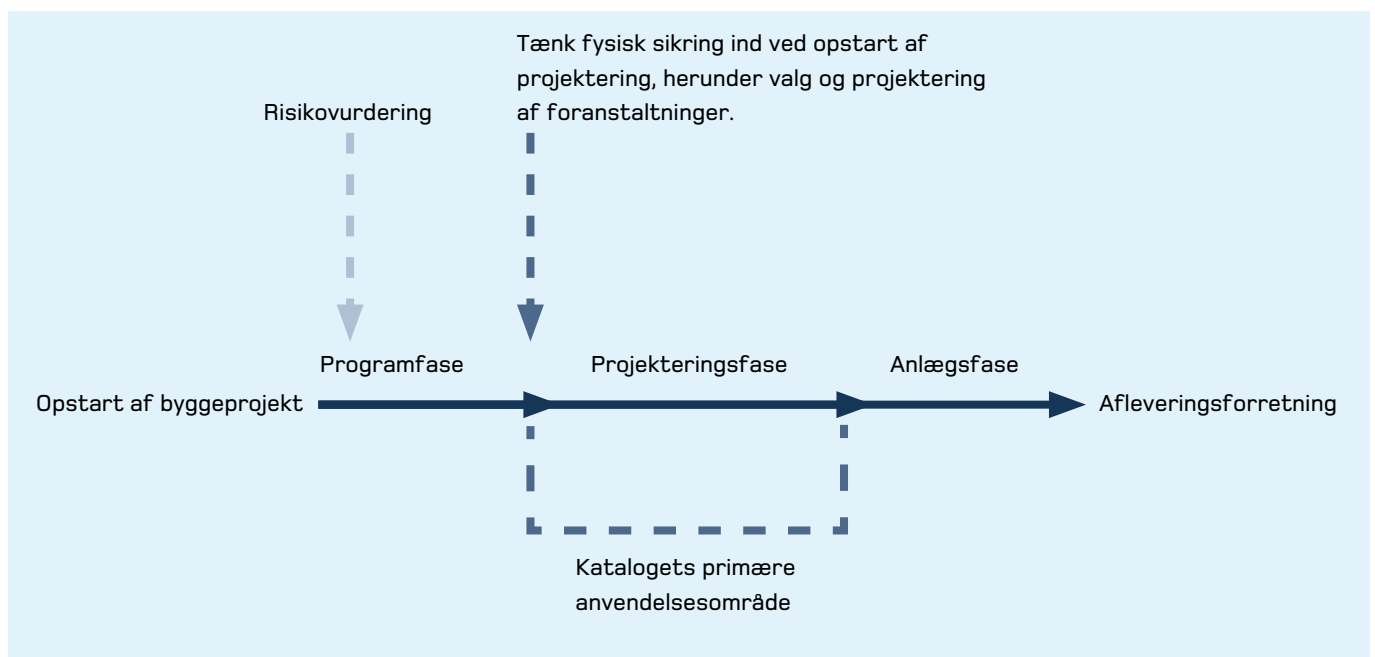 Tænk fysisk sikring ind ved opstart af
projektering, herunder valg og projektering
af foranstaltninger.
Risikovurdering
Programfase
Projekteringsfase
Anlægsfase
Opstart af byggeprojekt
Afleveringsforretning
Katalogets primære
anvendelsesområde